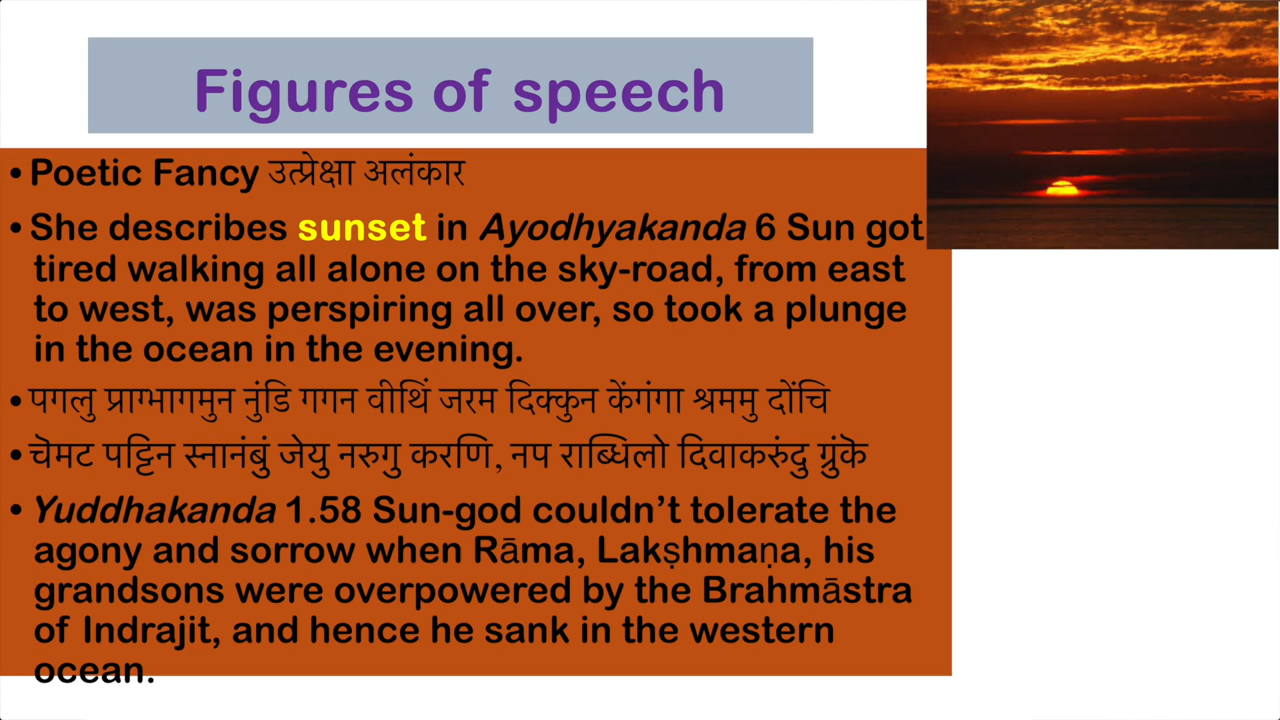 Figures of speech
• Poetic Fancy उत्प्रेक्षा अलंकार
• She describes sunset in Ayodhyakanda 6 Sun got
tired walking all alone on the sky-road, from east
to west, was perspiring all over, so took a plunge
in the ocean in the evening.
• पगलु प्राग्भागमुन नुंडि गगन वीथिं जरम दिक्कुन केंगंगा श्रममु दोंचि
• चॆमट पट्टिन स्नानंबुं जेयु नरुगु करणि, नप राब्धिलो दिवाकरुंदु ग्रुंकॆ
• Yuddhakanda 1.58 Sun-god couldn’t tolerate the
agony and sorrow when Rāma, Lakṣhmaṇa, his
grandsons were overpowered by the Brahmāstra
of Indrajit, and hence he sank in the western
ocean.